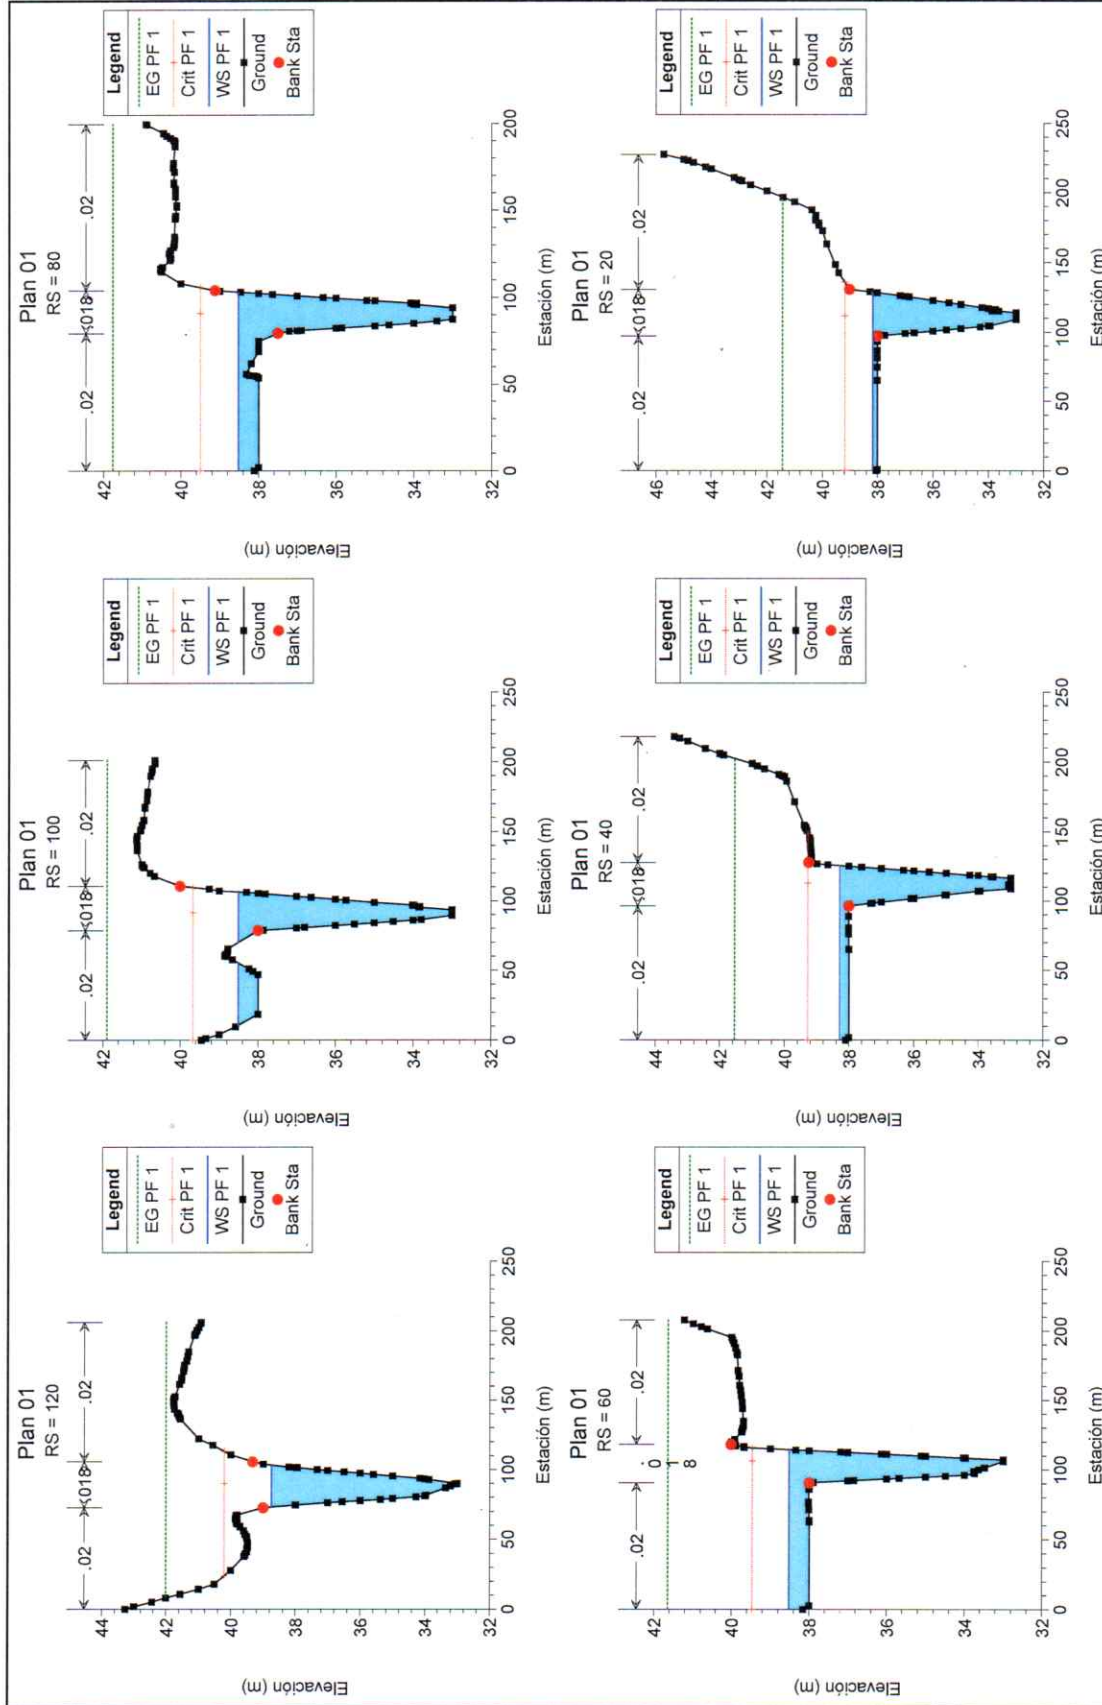 Plan 01
RS = 120
.02
.018
.02
Elevación (m)
44
42
40
38
36
34
32
0
50
100
150
200
250
Estación (m)
Legend
EG PF 1
Crit PF 1
WS PF 1
Ground
Bank Sta
Plan 01
RS = 100
.02
.018
.02
Elevación (m)
42
40
38
36
34
32
0
50
100
150
200
250
Estación (m)
Legend
EG PF 1
Crit PF 1
WS PF 1
Ground
Bank Sta
Plan 01
RS = 80
.02
.018
.02
Elevación (m)
42
40
38
36
34
32
0
50
100
150
200
Estación (m)
Legend
EG PF 1
Crit PF 1
WS PF 1
Ground
Bank Sta
Plan 01
RS = 60
.02
.018
.02
Elevación (m)
42
40
38
36
34
32
0
50
100
150
200
250
Estación (m)
Legend
EG PF 1
Crit PF 1
WS PF 1
Ground
Bank Sta
Plan 01
RS = 40
.02
.018
.02
Elevación (m)
44
42
40
38
36
34
32
0
50
100
150
200
250
Estación (m)
Legend
EG PF 1
Crit PF 1
WS PF 1
Ground
Bank Sta
Plan 01
RS = 20
.02
.018
.02
Elevación (m)
46
44
42
40
38
36
34
32
0
50
100
150
200
250
Estación (m)
Legend
EG PF 1
Crit PF 1
WS PF 1
Ground
Bank Sta